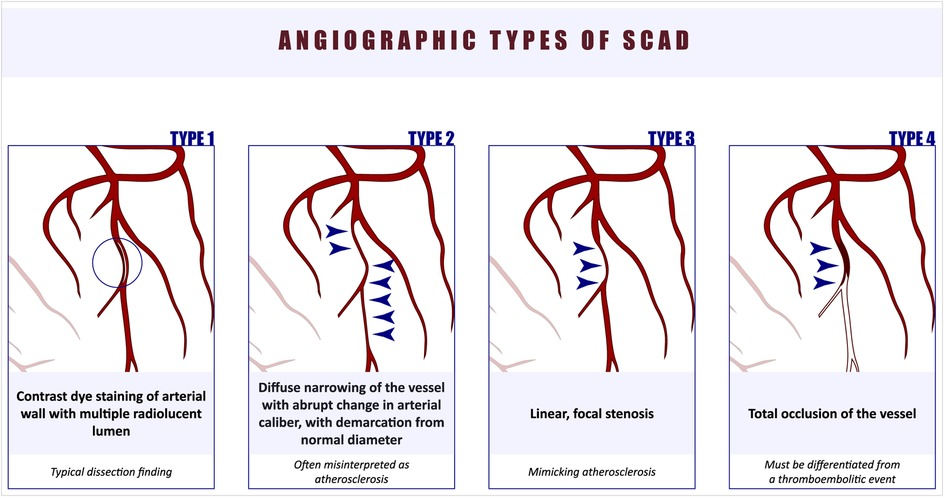 ANGIOGRAPHIC TYPES OF SCAD
TYPE 1
Contrast dye staining of arterial
wall with multiple radiolucent
lumen
Typical dissection finding
TYPE 2
Diffuse narrowing of the vessel
with abrupt change in arterial
caliber, with demarcation from
normal diameter
Often misinterpreted as
atherosclerosis
TYPE 3
Linear, focal stenosis
Mimicking atherosclerosis
TYPE 4
Total occlusion of the vessel
Must be differentiated from
a thromboembolitic event